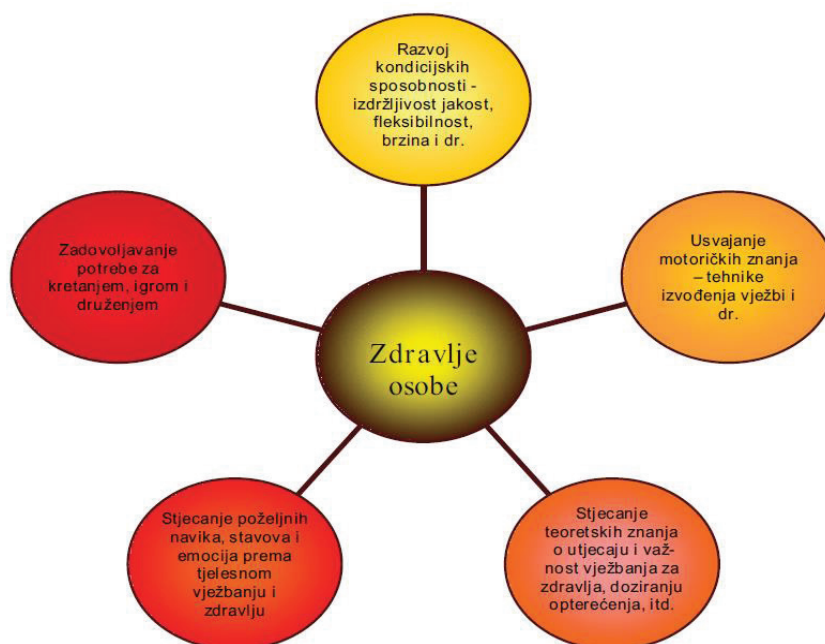 Razvoj
kondicijskih
sposobnosti -
izdržljivost jakost,
fleksibilnost,
brzina i dr.
Zadovoljavanje
potrebe za
kretanjem, igrom i
druženjem
Usvajanje
motoričkih znanja
– tehnike
izvođenja vježbi i
dr.
Zdravlje
osobe
Stjecanje poželjnih
navika, stavova i
emocija prema
tjelesnom
vježbanju i
zdravlju
Stjecanje
teoretskih znanja
o utjecaju i važ-
nost vježbanja za
zdravlja, doziranju
opterećenja, itd.